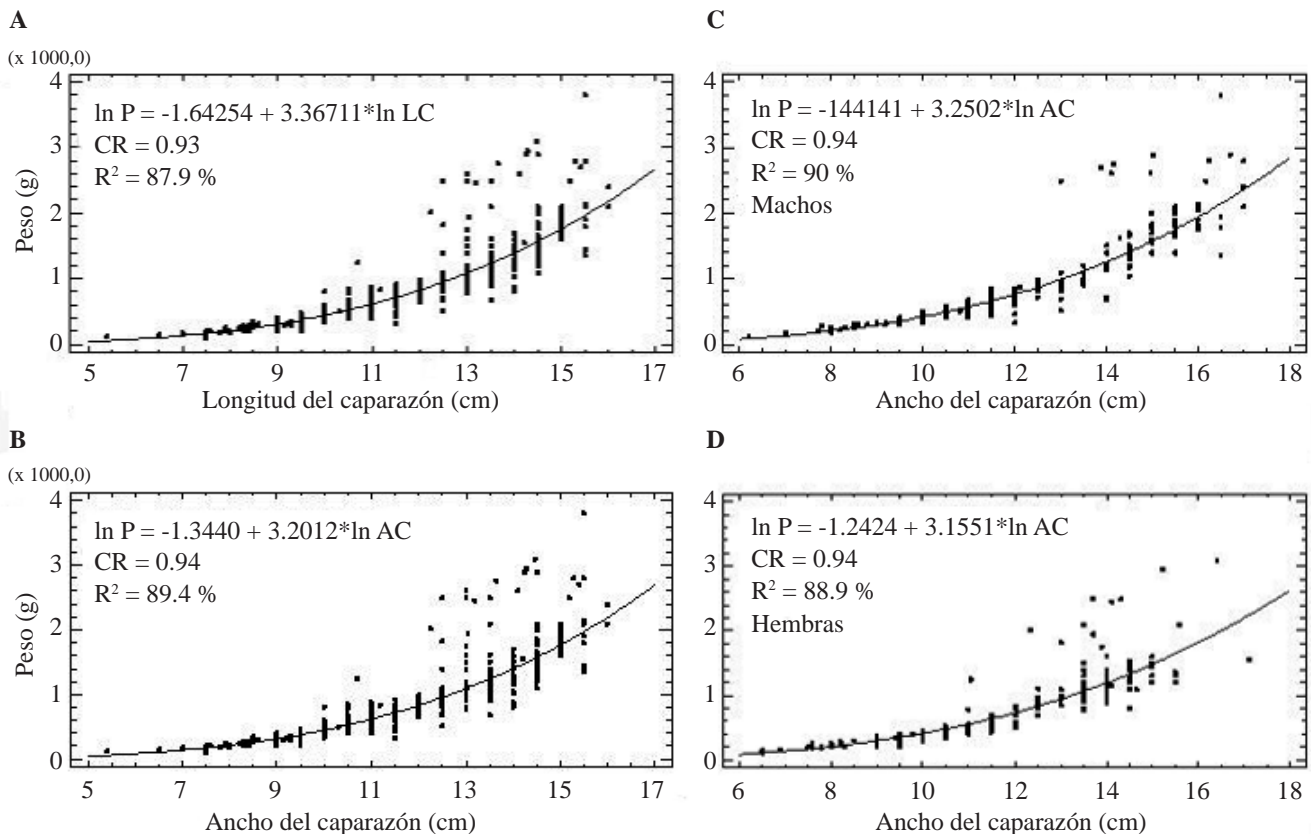 A
(x 1000,0)
4
3
2
1
0
Peso (g)
ln P = -1.64254 + 3.36711*ln LC
CR = 0.93
R² = 87.9 %
5 7 9 11 13 15 17
Longitud del caparazón (cm)
B
(x 1000,0)
4
3
2
1
0
Peso (g)
ln P = -1.3440 + 3.2012*ln AC
CR = 0.94
R² = 89.4 %
5 7 9 11 13 15 17
Ancho del caparazón (cm)
C
4
3
2
1
0
ln P = -144141 + 3.2502*ln AC
CR = 0.94
R² = 90 %
Machos
6 8 10 12 14 16 18
Ancho del caparazón (cm)
D
4
3
2
1
0
ln P = -1.2424 + 3.1551*ln AC
CR = 0.94
R² = 88.9 %
Hembras
6 8 10 12 14 16 18
Ancho del caparazón (cm)